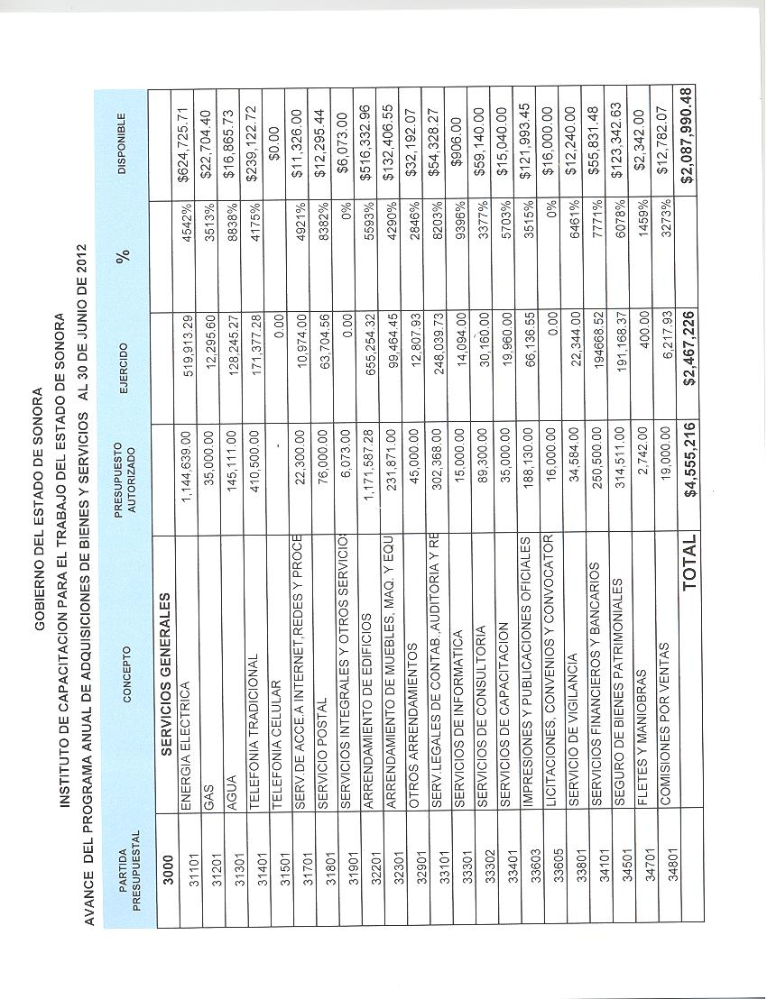 GOBIERNO DEL ESTADO DE SONORA
INSTITUTO DE CAPACITACION PARA EL TRABAJO DEL ESTADO DE SONORA
AVANCE DEL PROGRAMA ANUAL DE ADQUISICIONES DE BIENES Y SERVICIOS AL 30 DE JUNIO DE 2012
PARTIDA PRESUPUESTAL CONCEPTO PRESUPUESTO AUTORIZADO EJERCIDO % DISPONIBLE
3000 SERVICIOS GENERALES
31101 ENERGIA ELECTRICA 1,144,639.00 519,913.29 4542% $624,725.71
31201 GAS 35,000.00 12,295.60 3513% $22,704.40
31301 AGUA 145,111.00 128,245.27 8838% $16,865.73
31401 TELEFONIA TRADICIONAL 410,500.00 171,377.28 4175% $239,122.72
31501 TELEFONIA CELULAR - 0.00 $0.00
31701 SERV.DE ACCE.A INTERNET,REDES Y PROCE 22,300.00 10,974.00 4921% $11,326.00
31801 SERVICIO POSTAL 76,000.00 63,704.56 8382% $12,295.44
31901 SERVICIOS INTEGRALES Y OTROS SERVICIO 6,073.00 0.00 0% $6,073.00
32201 ARRENDAMIENTO DE EDIFICIOS 1,171,587.28 655,254.32 5593% $516,332.96
32301 ARRENDAMIENTO DE MUEBLES, MAQ. Y EQU 231,871.00 99,464.45 4290% $132,406.55
32901 OTROS ARRENDAMIENTOS 45,000.00 12,807.93 2846% $32,192.07
33101 SERV.LEGALES DE CONTAB.,AUDITORIA Y RE 302,368.00 248,039.73 8203% $54,328.27
33301 SERVICIOS DE INFORMATICA 15,000.00 14,094.00 9396% $906.00
33302 SERVICIOS DE CONSULTORIA 89,300.00 30,160.00 3377% $59,140.00
33401 SERVICIOS DE CAPACITACION 35,000.00 19,960.00 5703% $15,040.00
33603 IMPRESIONES Y PUBLICACIONES OFICIALES 188,130.00 66,136.55 3515% $121,993.45
33605 LICITACIONES, CONVENIOS Y CONVOCATOR 16,000.00 0.00 0% $16,000.00
33801 SERVICIO DE VIGILANCIA 34,584.00 22,344.00 6461% $12,240.00
34101 SERVICIOS FINANCIEROS Y BANCARIOS 250,500.00 194668.52 7771% $55,831.48
34501 SEGURO DE BIENES PATRIMONIALES 314,511.00 191,168.37 6078% $123,342.63
34701 FLETES Y MANIOBRAS 2,742.00 400.00 1459% $2,342.00
34801 COMISIONES POR VENTAS 19,000.00 6,217.93 3273% $12,782.07
TOTAL $4,555,216 $2,467,226 $2,087,990.48